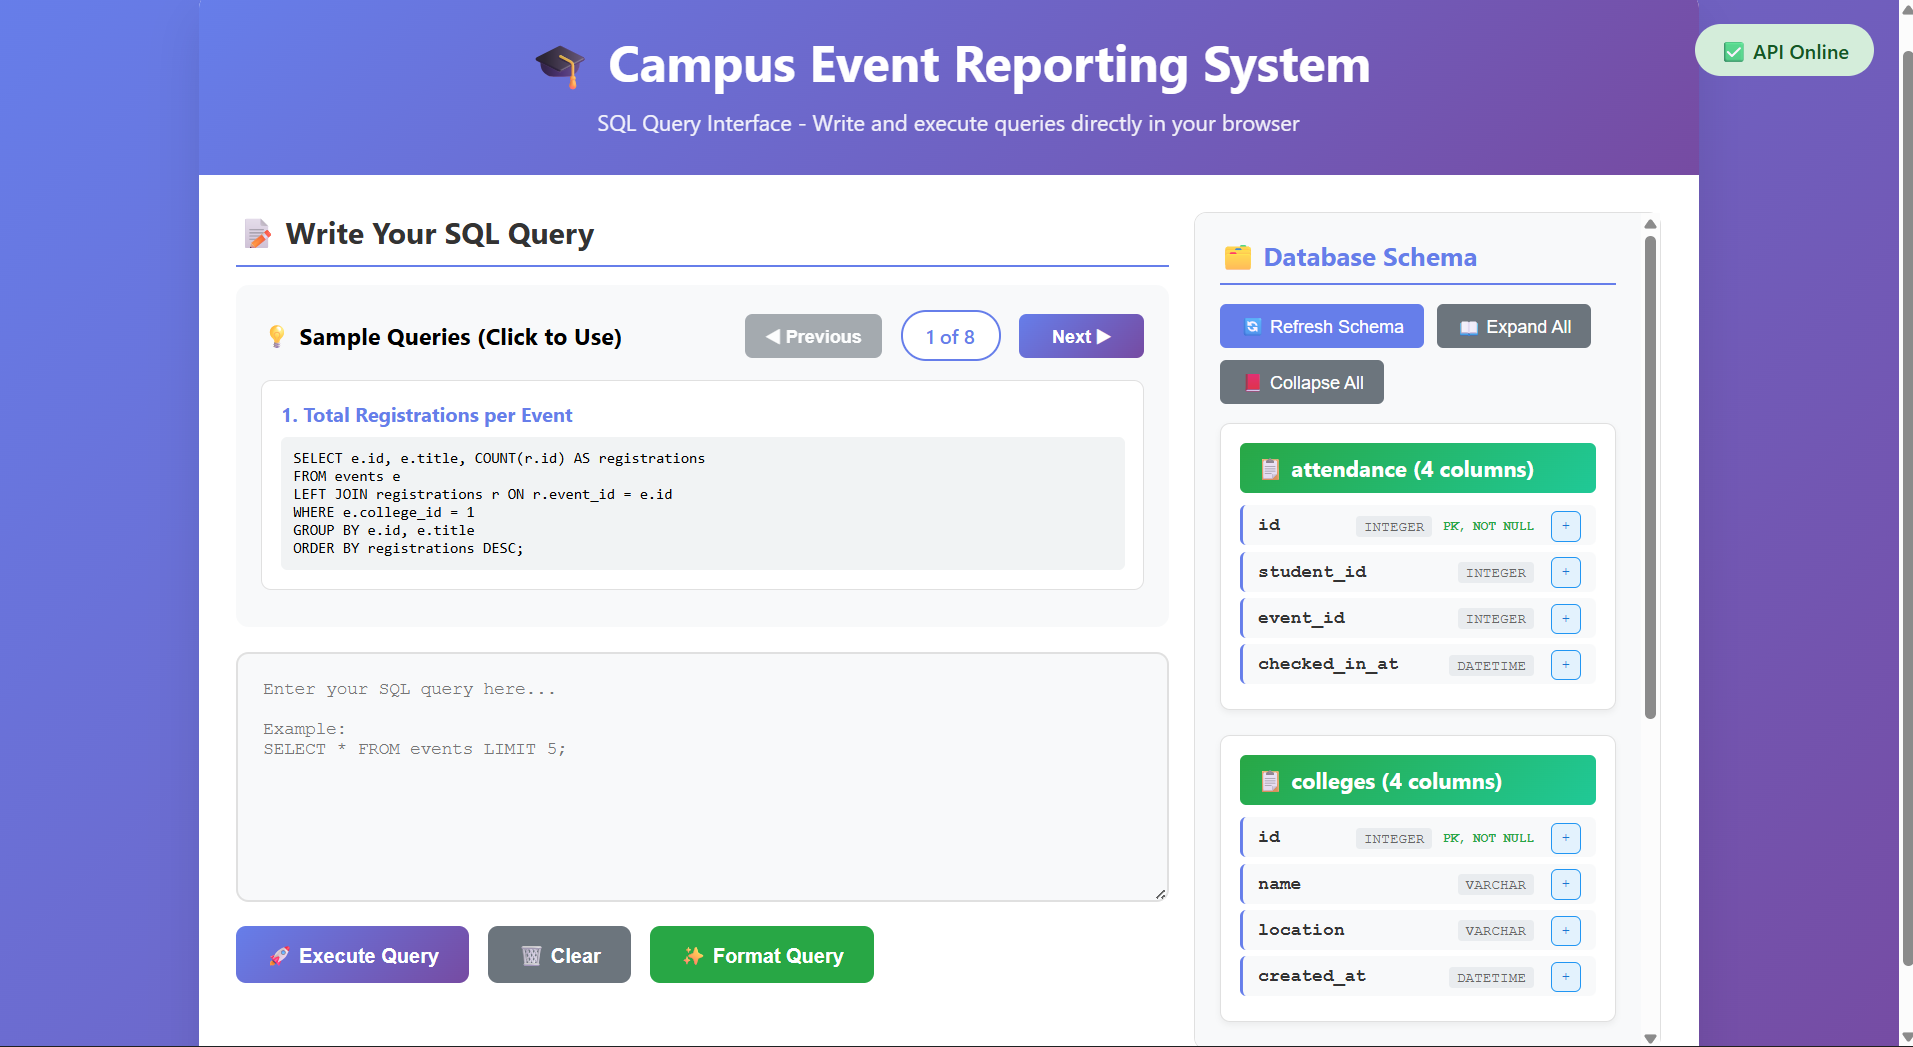 Campus Event Reporting System
SQL Query Interface - Write and execute queries directly in your browser
API Online
Write Your SQL Query
Sample Queries (Click to Use)
◀ Previous
1 of 8
Next ▶
1. Total Registrations per Event
SELECT e.id, e.title, COUNT(r.id) AS registrations
FROM events e
LEFT JOIN registrations r ON r.event_id = e.id
WHERE e.college_id = 1
GROUP BY e.id, e.title
ORDER BY registrations DESC;
Enter your SQL query here...
Example:
SELECT * FROM events LIMIT 5;
Execute Query
Clear
Format Query
Database Schema
Refresh Schema
Expand All
Collapse All
attendance (4 columns)
id INTEGER PK, NOT NULL +
student_id INTEGER +
event_id INTEGER +
checked_in_at DATETIME +
colleges (4 columns)
id INTEGER PK, NOT NULL +
name VARCHAR +
location VARCHAR +
created_at DATETIME +